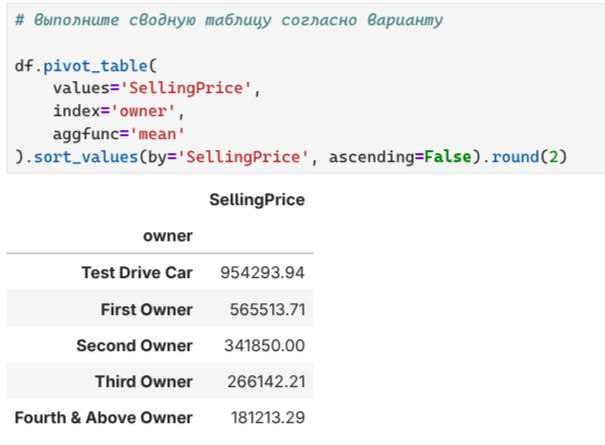 # Выполните сводную таблицу согласно варианту
df.pivot_table(
    values='SellingPrice',
    index='owner',
    aggfunc='mean'
).sort_values(by='SellingPrice', ascending=False).round(2)
SellingPrice
owner
Test Drive Car 954293.94
First Owner 565513.71
Second Owner 341850.00
Third Owner 266142.21
Fourth & Above Owner 181213.29